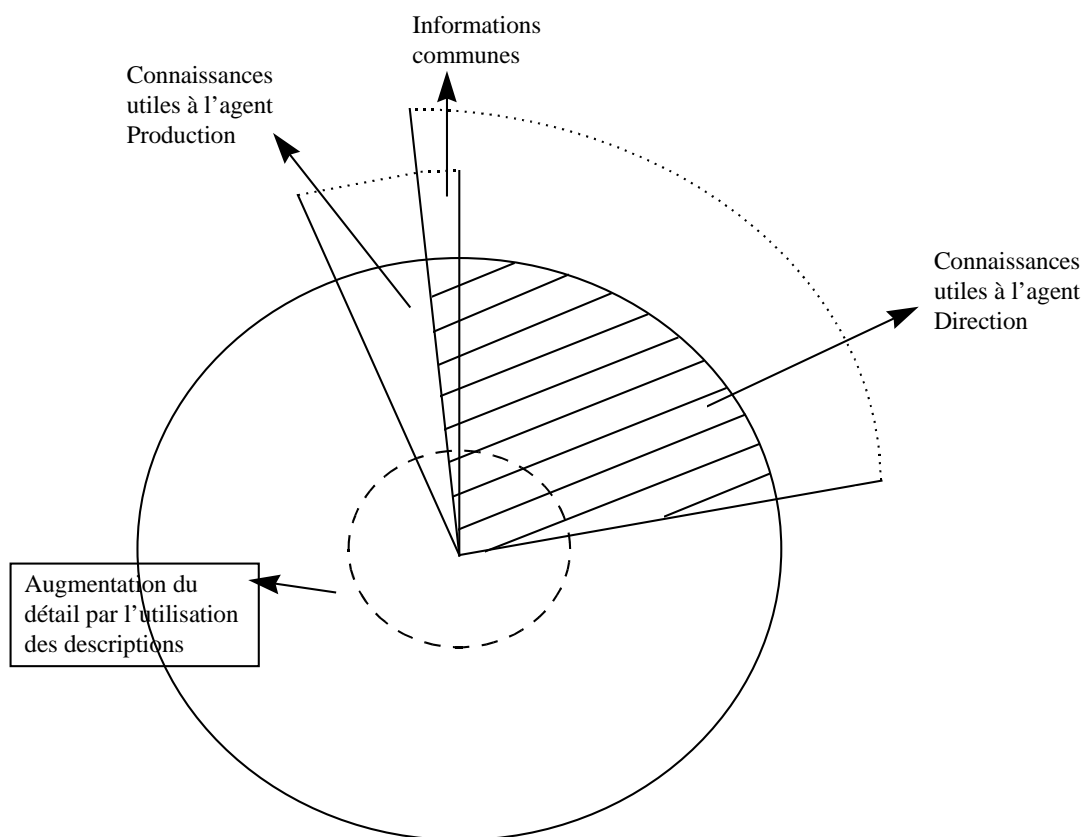 Informations
communes
Connaissances
utiles à l’agent
Production
Connaissances
utiles à l’agent
Direction
Augmentation du
détail par l’utilisation
des descriptions